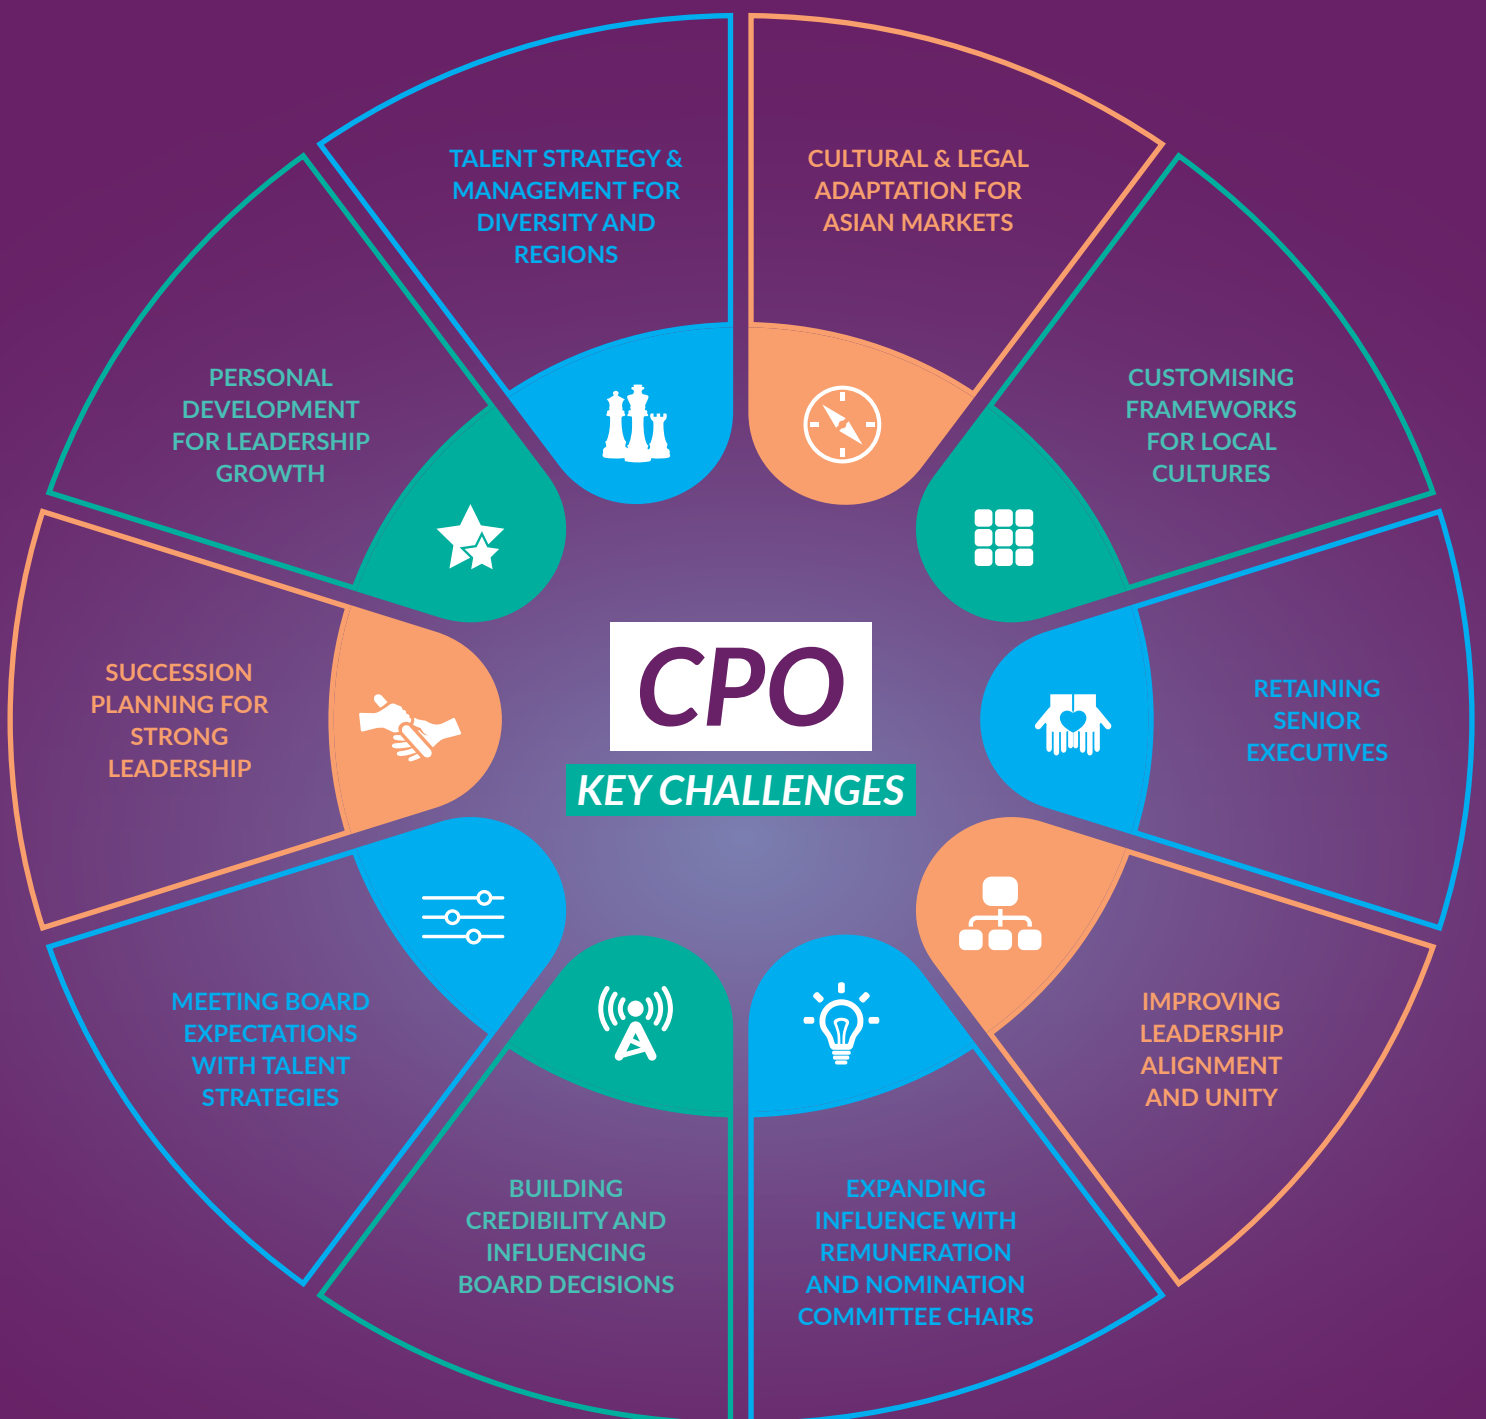 TALENT STRATEGY &
MANAGEMENT FOR
DIVERSITY AND
REGIONS
CULTURAL & LEGAL
ADAPTATION FOR
ASIAN MARKETS
PERSONAL
DEVELOPMENT
FOR LEADERSHIP
GROWTH
CUSTOMISING
FRAMEWORKS
FOR LOCAL
CULTURES
SUCCESSION
PLANNING FOR
STRONG
LEADERSHIP
CPO
KEY CHALLENGES
RETAINING
SENIOR
EXECUTIVES
MEETING BOARD
EXPECTATIONS
WITH TALENT
STRATEGIES
IMPROVING
LEADERSHIP
ALIGNMENT
AND UNITY
BUILDING
CREDIBILITY AND
INFLUENCING
BOARD DECISIONS
EXPANDING
INFLUENCE WITH
REMUNERATION
AND NOMINATION
COMMITTEE CHAIRS